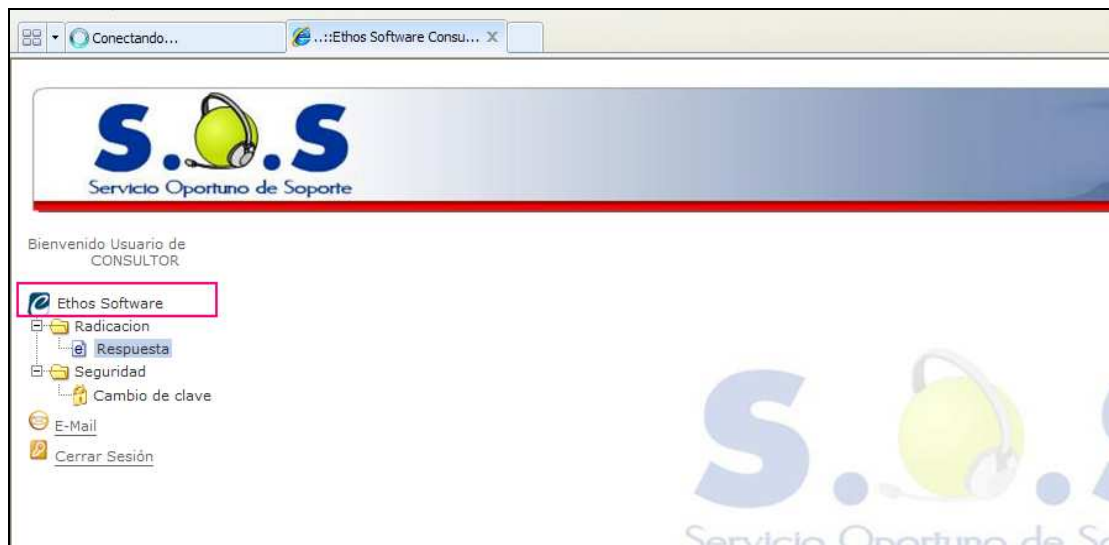 Conectando...
..::Ethos Software Consu... X
S.O.S
Servicio Oportuno de Soporte
Bienvenido Usuario de
CONSULTOR
Ethos Software
Radicacion
Respuesta
Seguridad
Cambio de clave
E-Mail
Cerrar Sesión
S.O.S
Servicio Oportuno de So